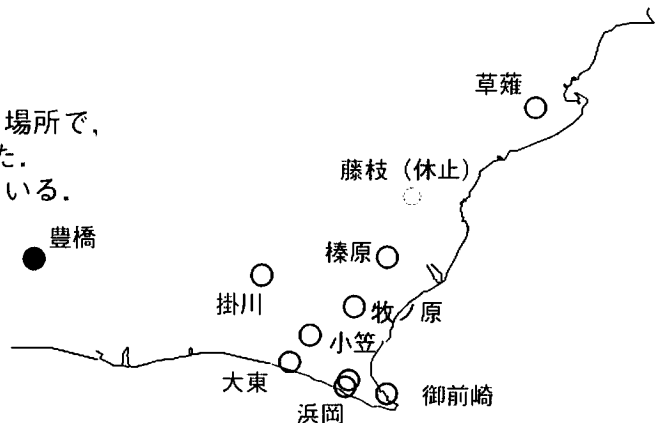 場所で,
た.
いる.
草薙
藤枝（休止）
豊橋
榛原
掛川
牧ノ原
小笠
大東
御前崎
浜岡